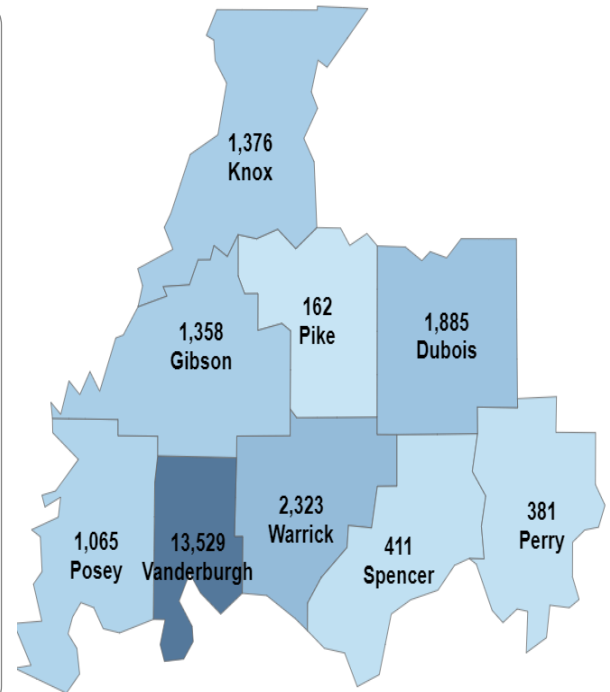 1,376
Knox
162
Pike
1,885
Dubois
1,358
Gibson
2,323
Warrick
381
Perry
1,065
Posey
13,529
Vanderburgh
411
Spencer